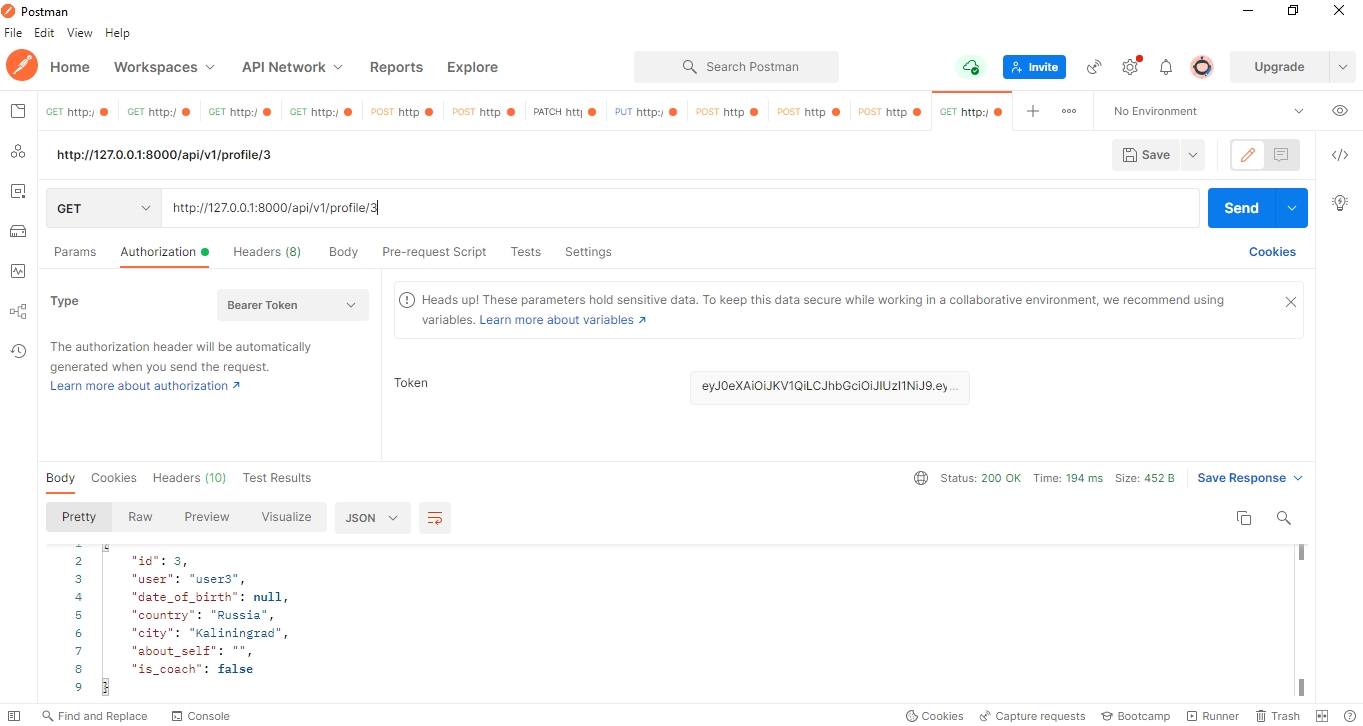 Postman
File Edit View Help
Home Workspaces API Network Reports Explore Search Postman Invite Upgrade
GET http:/ GET http:/ GET http:/ GET http:/ POST http POST http PATCH htt PUT http:/ POST http POST http POST http GET http:/ No Environment
http://127.0.0.1:8000/api/v1/profile/3 Save
GET http://127.0.0.1:8000/api/v1/profile/3 Send
Params Authorization Headers (8) Body Pre-request Script Tests Settings Cookies
Type Bearer Token
The authorization header will be automatically
generated when you send the request.
Learn more about authorization ↗
Heads up! These parameters hold sensitive data. To keep this data secure while working in a collaborative environment, we recommend using
variables. Learn more about variables ↗
Token eyJ0eXAiOiJKV1QiLCJhbGciOiJIUzI1NiJ9.ey...
Body Cookies Headers (10) Test Results Status: 200 OK Time: 194 ms Size: 452 B Save Response
Pretty Raw Preview Visualize JSON
1 {
2 "id": 3,
3 "user": "user3",
4 "date_of_birth": null,
5 "country": "Russia",
6 "city": "Kaliningrad",
7 "about_self": "",
8 "is_coach": false
9 }
Find and Replace Console Cookies Capture requests Bootcamp Runner Trash